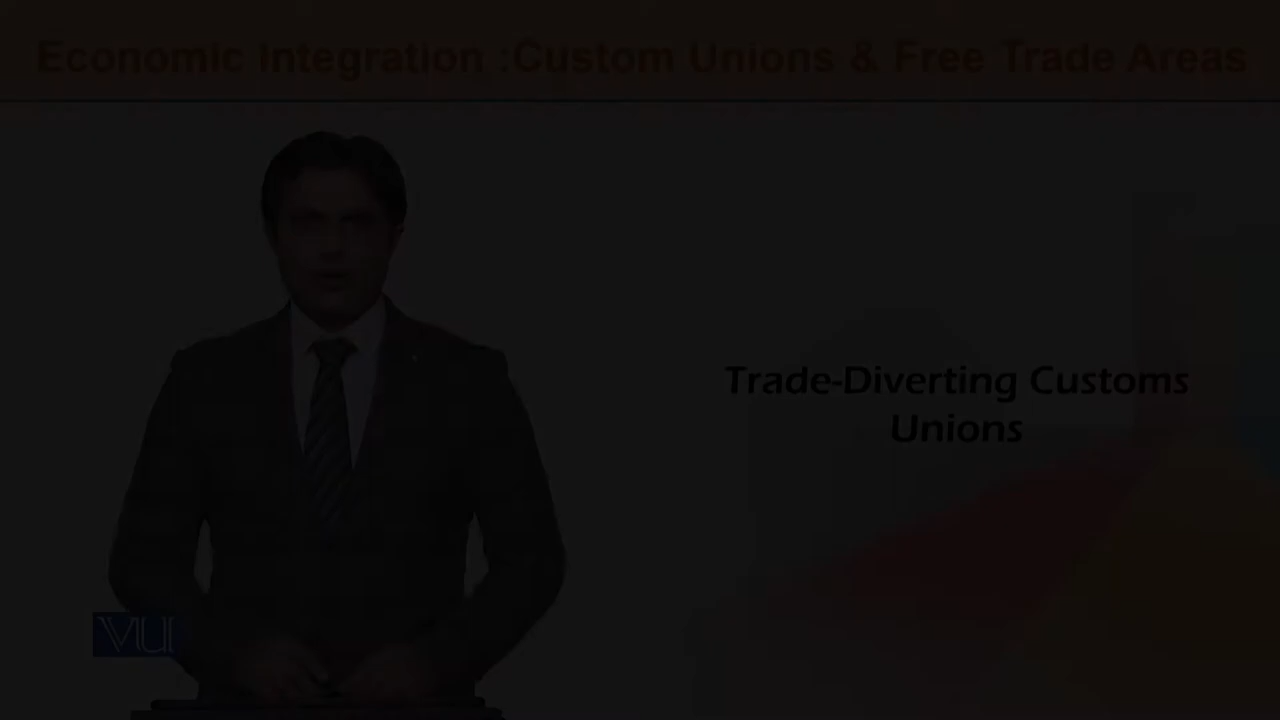 Economic Integration :Custom Unions & Free Trade Areas
Trade-Diverting Customs
Unions
VU